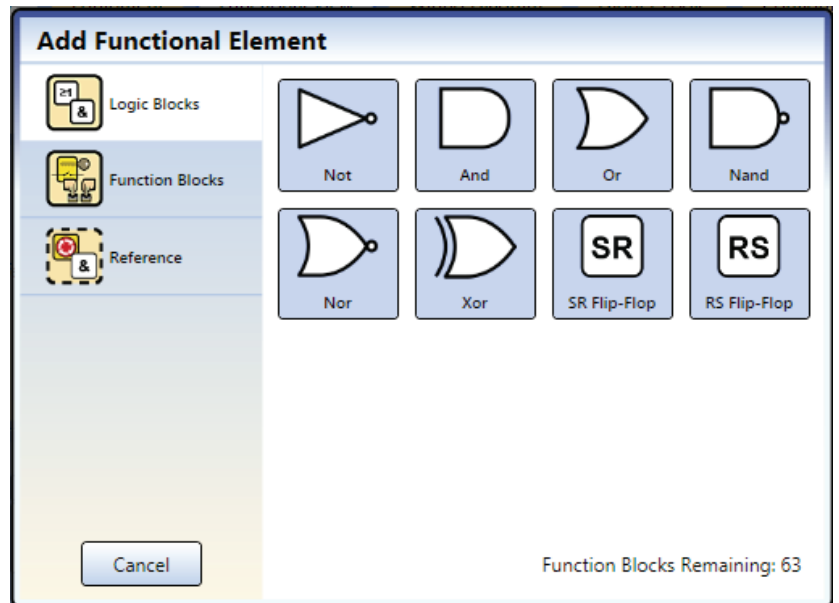 Add Functional Element
≥1
&
Logic Blocks
Function Blocks
&
Reference
Not
And
Or
Nand
SR
RS
Nor
Xor
SR Flip-Flop
RS Flip-Flop
Cancel
Function Blocks Remaining: 63